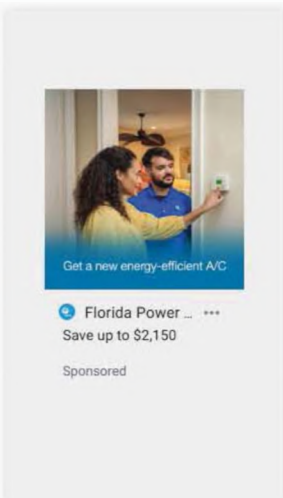 Get a new energy-efficient A/C
Florida Power ...
Save up to $2,150
Sponsored